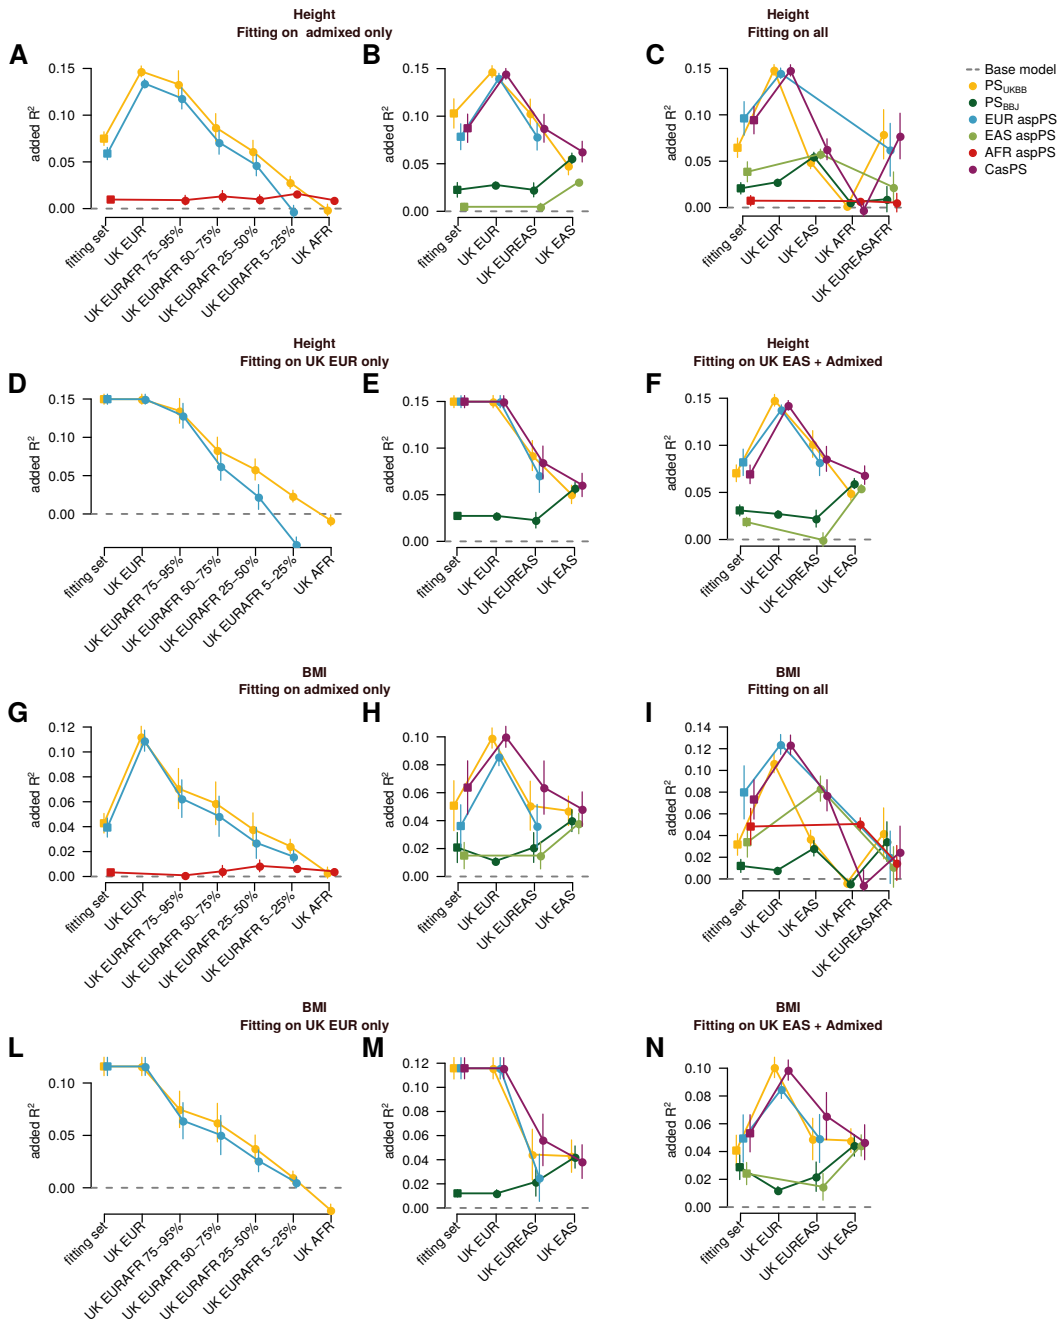 Height
Fitting on admixed only
Height
Fitting on all
A
added R²
0.15
0.10
0.05
0.00
fitting set
UK EUR
UK EURAFR 75–95%
UK EURAFR 50–75%
UK EURAFR 25–50%
UK EURAFR 5–25%
UK AFR
B
added R²
0.15
0.10
0.05
0.00
fitting set
UK EUR
UK EUREAS
UK EAS
C
added R²
0.15
0.10
0.05
0.00
fitting set
UK EUR
UK EAS
UK AFR
UK EUREASAFR
Base model
PS_UKBB
PS_BBJ
EUR aspPS
EAS aspPS
AFR aspPS
CasPS
Height
Fitting on UK EUR only
Height
Fitting on UK EAS + Admixed
D
added R²
0.15
0.10
0.05
0.00
fitting set
UK EUR
UK EURAFR 75–95%
UK EURAFR 50–75%
UK EURAFR 25–50%
UK EURAFR 5–25%
UK AFR
E
added R²
0.15
0.10
0.05
0.00
fitting set
UK EUR
UK EUREAS
UK EAS
F
added R²
0.15
0.10
0.05
0.00
fitting set
UK EUR
UK EUREAS
UK EAS
BMI
Fitting on admixed only
BMI
Fitting on all
G
added R²
0.12
0.10
0.08
0.06
0.04
0.02
0.00
fitting set
UK EUR
UK EURAFR 75–95%
UK EURAFR 50–75%
UK EURAFR 25–50%
UK EURAFR 5–25%
UK AFR
H
added R²
0.10
0.08
0.06
0.04
0.02
0.00
fitting set
UK EUR
UK EUREAS
UK EAS
I
added R²
0.14
0.12
0.10
0.08
0.06
0.04
0.02
0.00
fitting set
UK EUR
UK EAS
UK AFR
UK EUREASAFR
BMI
Fitting on UK EUR only
BMI
Fitting on UK EAS + Admixed
L
added R²
0.10
0.05
0.00
fitting set
UK EUR
UK EURAFR 75–95%
UK EURAFR 50–75%
UK EURAFR 25–50%
UK EURAFR 5–25%
UK AFR
M
added R²
0.12
0.10
0.08
0.06
0.04
0.02
0.00
fitting set
UK EUR
UK EUREAS
UK EAS
N
added R²
0.10
0.08
0.06
0.04
0.02
0.00
fitting set
UK EUR
UK EUREAS
UK EAS